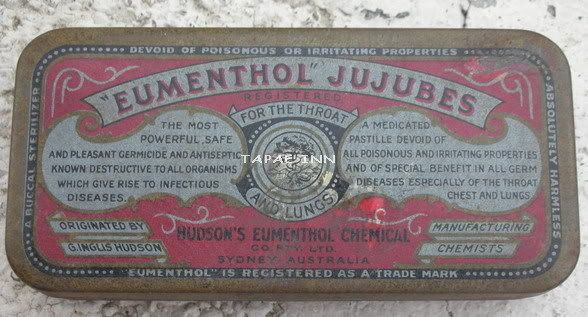 DEVOID OF POISONOUS OR IRRITATING PROPERTIES
"EUMENTHOL" JUJUBES
REGISTERED
FOR THE THROAT
AND LUNGS
THE MOST
POWERFUL, SAFE
AND PLEASANT GERMICIDE AND ANTISEPTIC
KNOWN DESTRUCTIVE TO ALL ORGANISMS
WHICH GIVE RISE TO INFECTIOUS
DISEASES.
A MEDICATED
PASTILLE DEVOID OF
ALL POISONOUS AND IRRITATING PROPERTIES
AND OF SPECIAL BENEFIT IN ALL GERM
DISEASES ESPECIALLY OF THE THROAT
CHEST AND LUNGS
TAPAE INN
ORIGINATED BY
G.INGLIS HUDSON
HUDSON'S EUMENTHOL CHEMICAL
CO. PTY. LTD.
SYDNEY, AUSTRALIA
MANUFACTURING
CHEMISTS
"EUMENTHOL" IS REGISTERED AS A TRADE MARK
A BUCCAL STERILIZER
ABSOLUTELY HARMLESS